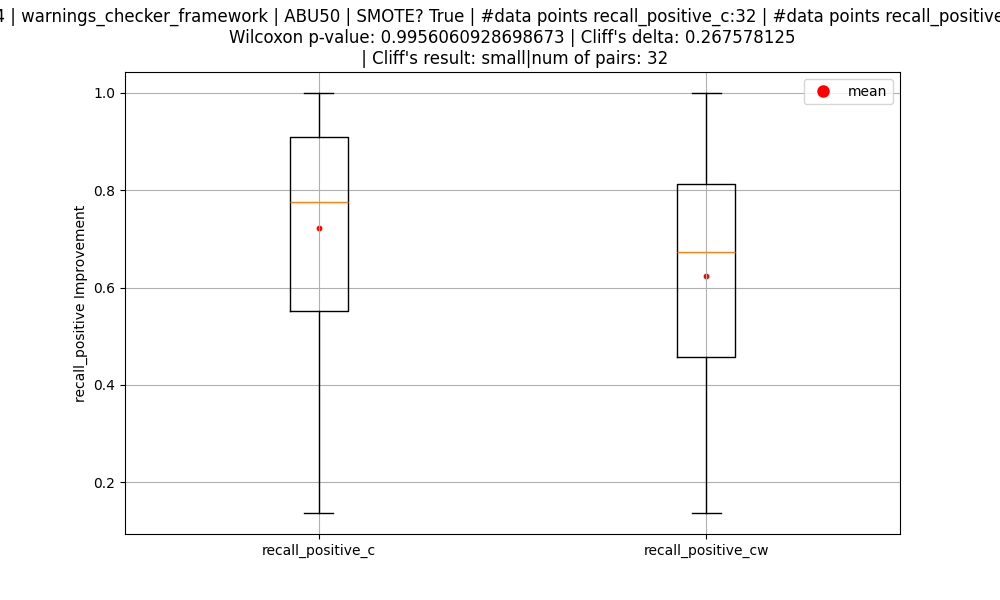 4 | warnings_checker_framework | ABU50 | SMOTE? True | #data points recall_positive_c:32 | #data points recall_positive
Wilcoxon p-value: 0.9956060928698673 | Cliff's delta: 0.267578125
| Cliff's result: small|num of pairs: 32
mean
1.0
0.8
0.6
0.4
0.2
recall_positive Improvement
recall_positive_c
recall_positive_cw